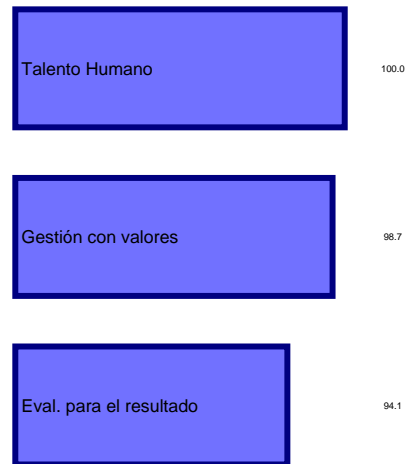 Talento Humano 100.0
Gestión con valores 98.7
Eval. para el resultado 94.1